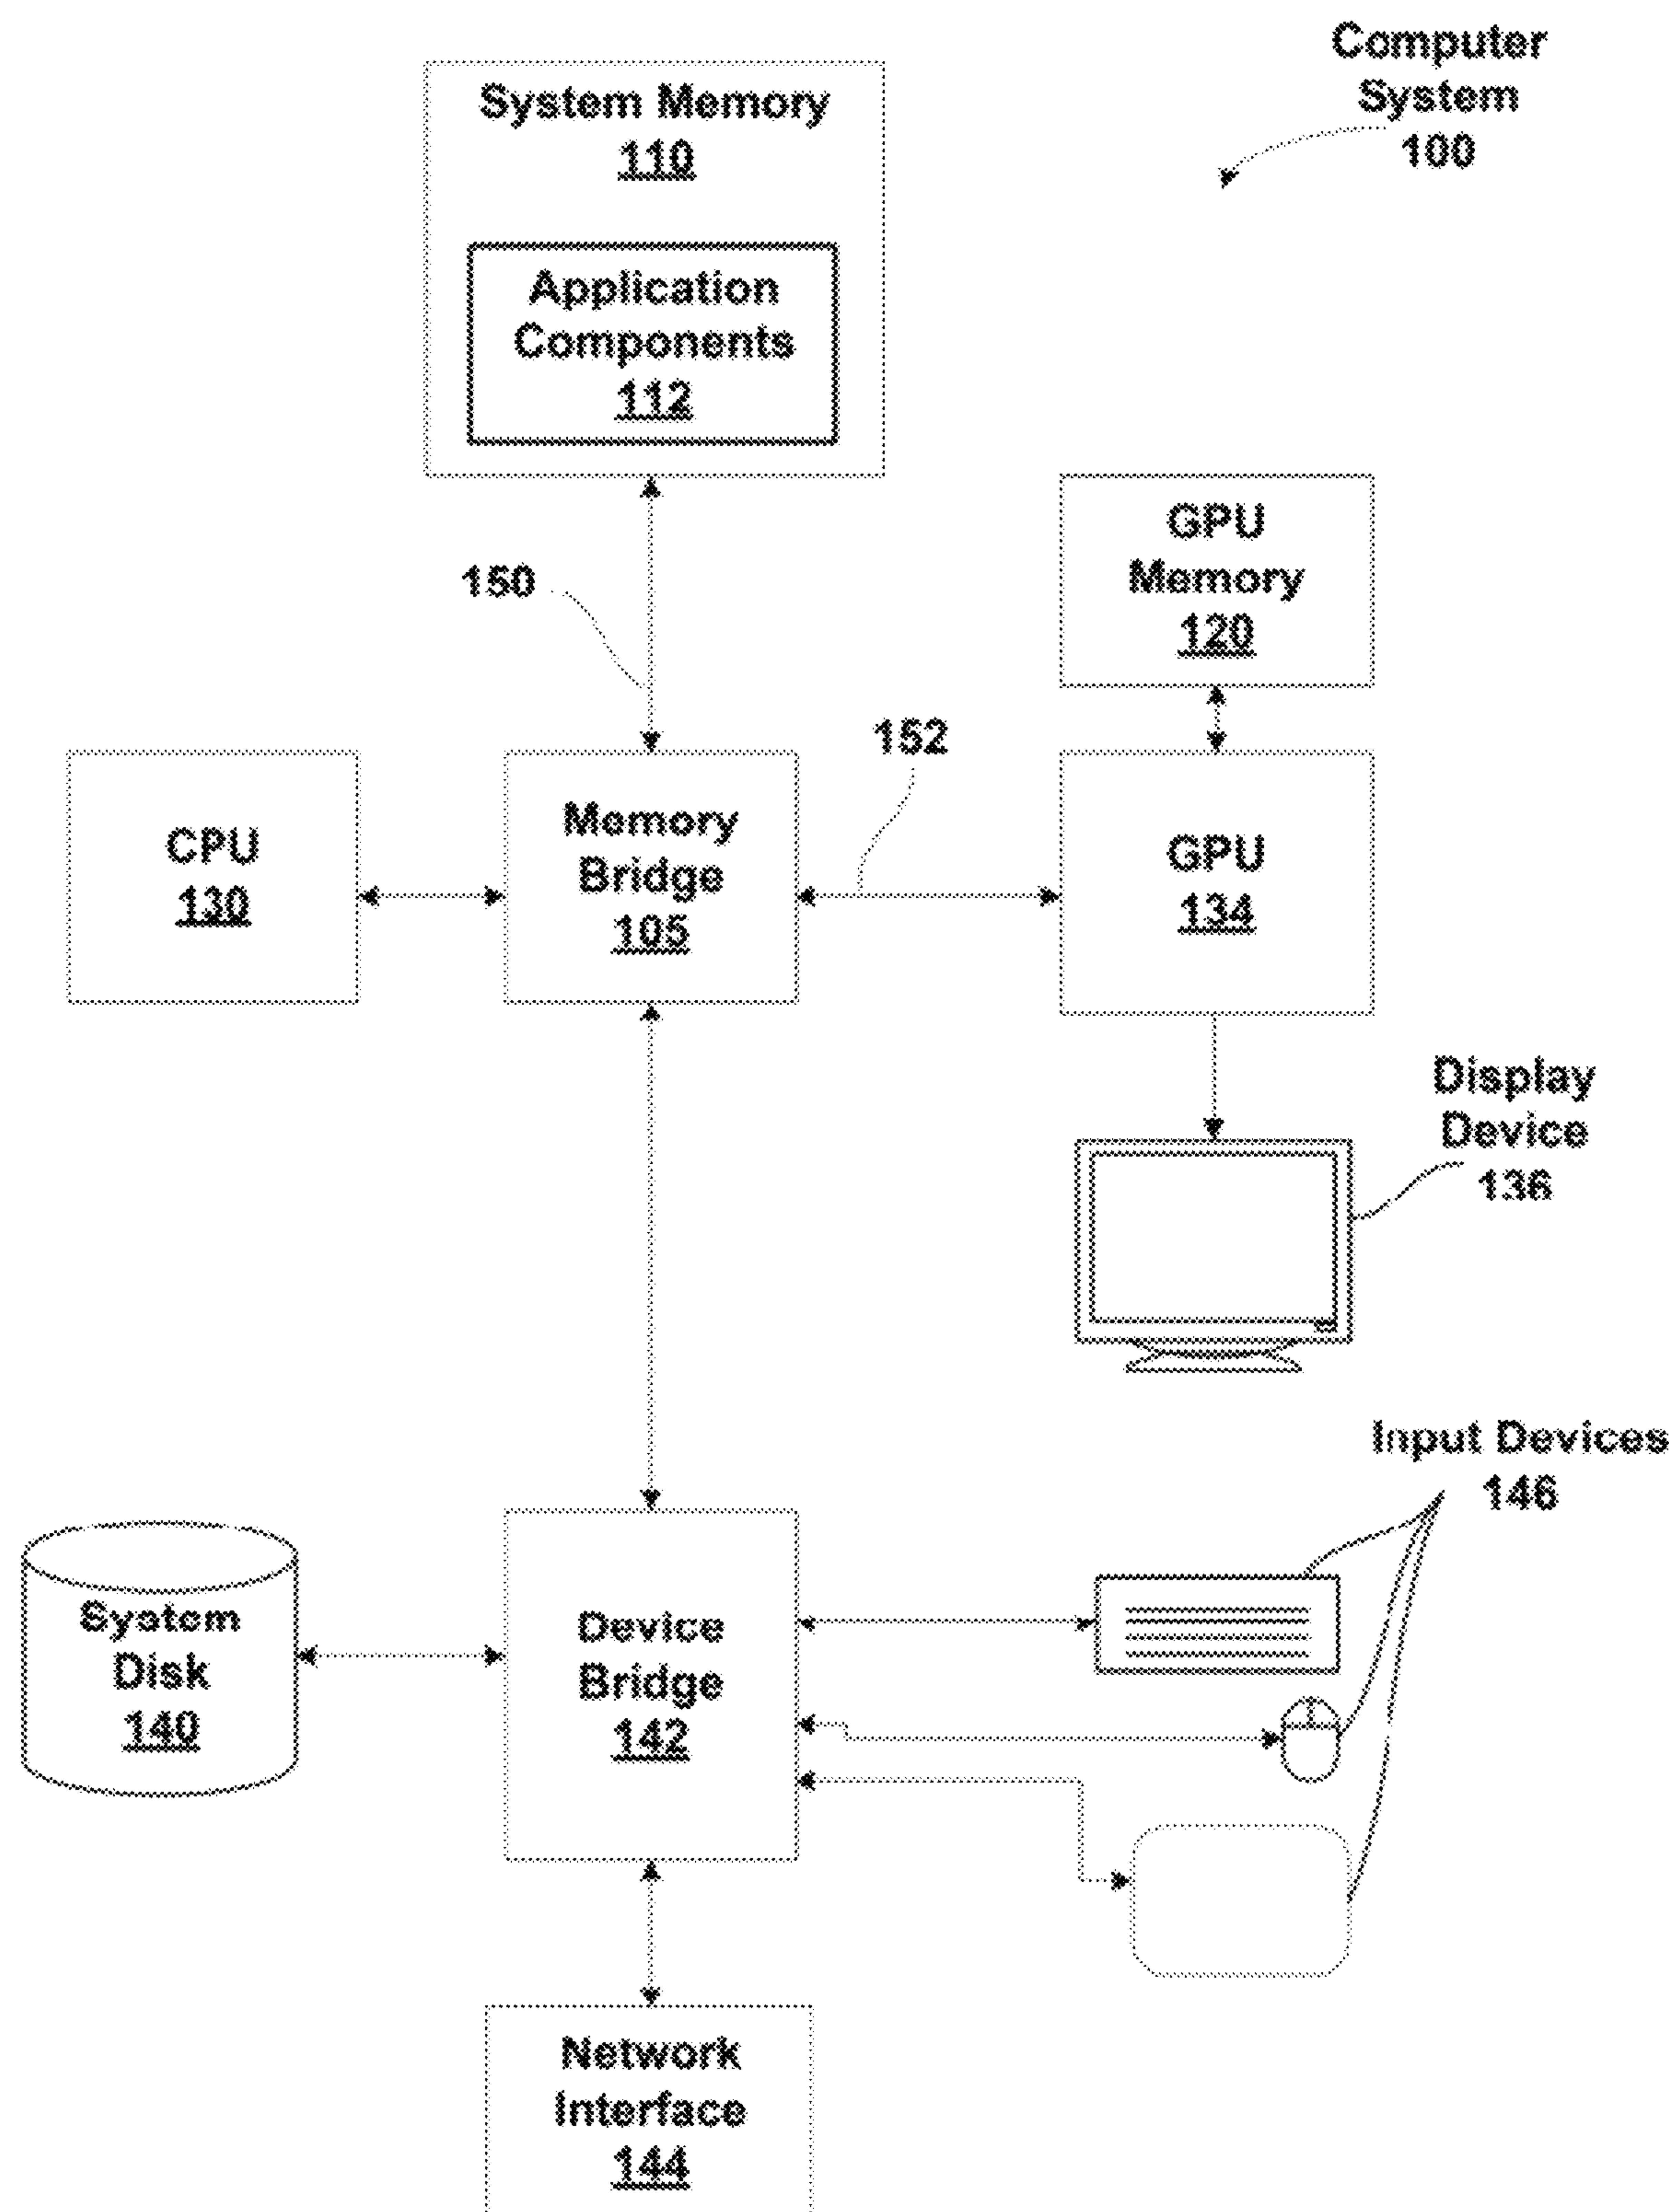 Computer
System
100
System Memory
110
Application
Components
112
GPU
Memory
120
150
152
CPU
130
Memory
Bridge
105
GPU
134
Display
Device
136
Input Devices
146
System
Disk
140
Device
Bridge
142
Network
Interface
144